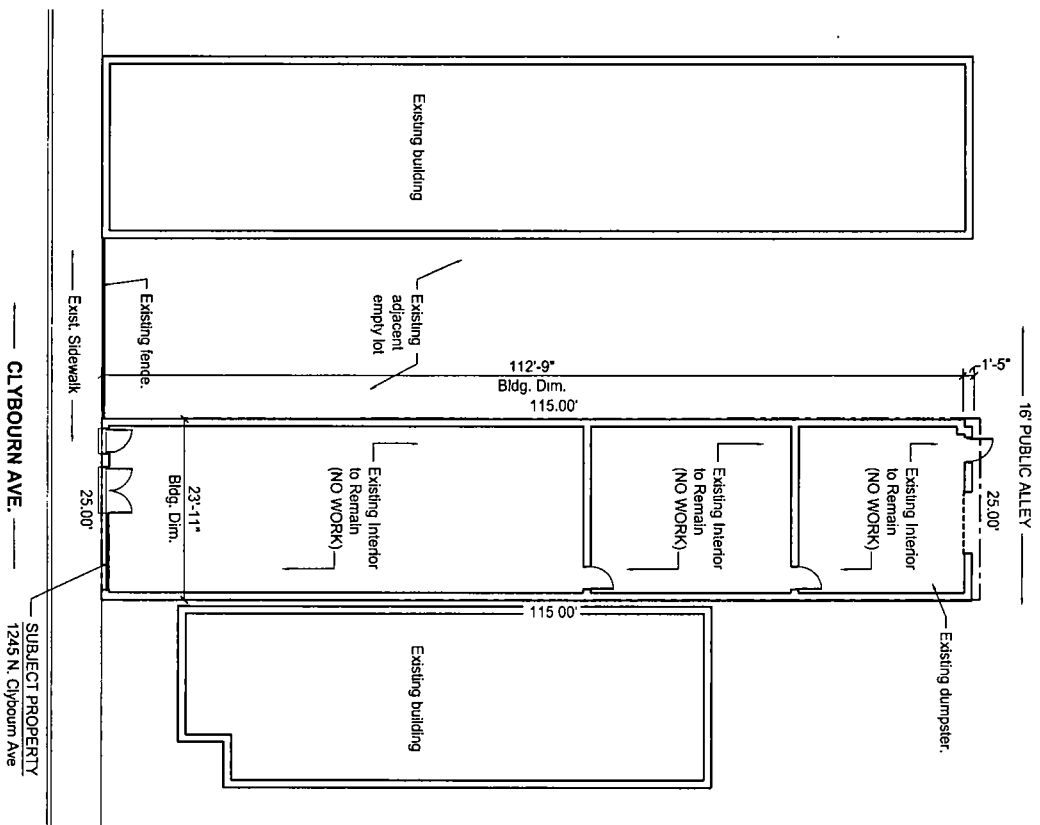 16' PUBLIC ALLEY
1'-5"
25.00'
112'-9"
Bldg. Dim.
115.00'
Existing building
Existing
adjacent
empty lot
Existing fence.
Exist. Sidewalk
Existing Interior
to Remain
(NO WORK)
Existing Interior
to Remain
(NO WORK)
Existing Interior
to Remain
(NO WORK)
Existing dumpster.
115 00'
Existing building
23'-11"
Bldg. Dim.
25.00'
CLYBOURN AVE.
SUBJECT PROPERTY
1245 N. Clybourn Ave